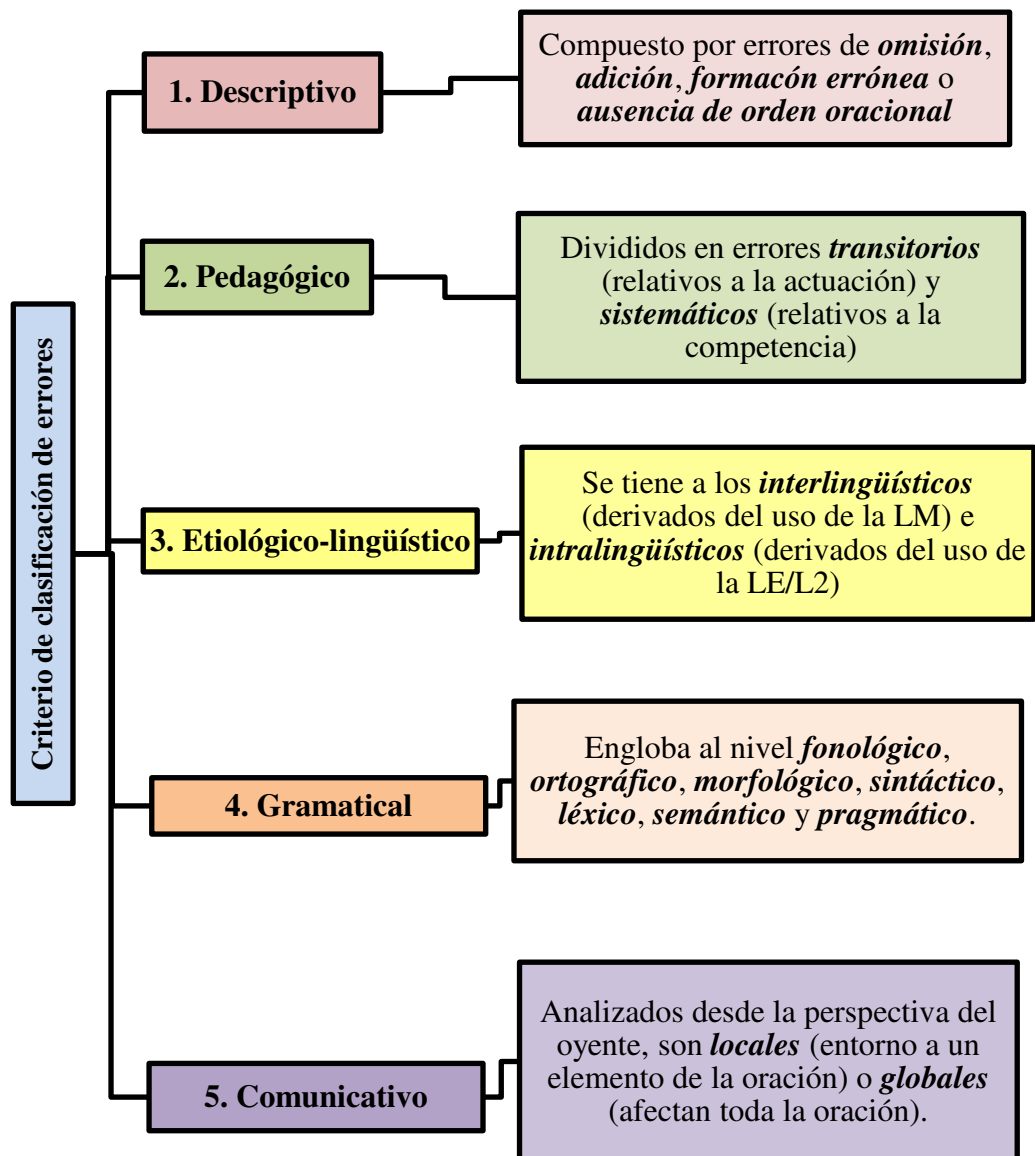 Criterio de clasificación de errores
1. Descriptivo
Compuesto por errores de omisión,
adición, formacón errónea o
ausencia de orden oracional
2. Pedagógico
Divididos en errores transitorios
(relativos a la actuación) y
sistemáticos (relativos a la
competencia)
3. Etiológico-lingüístico
Se tiene a los interlingüísticos
(derivados del uso de la LM) e
intralingüísticos (derivados del uso de
la LE/L2)
4. Gramatical
Engloba al nivel fonológico,
ortográfico, morfológico, sintáctico,
léxico, semántico y pragmático.
5. Comunicativo
Analizados desde la perspectiva del
oyente, son locales (entorno a un
elemento de la oración) o globales
(afectan toda la oración).